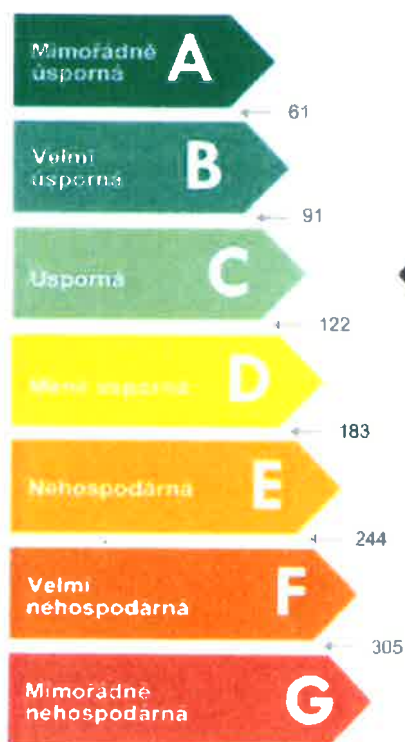 Mimořádně
úsporná
A
61
Velmi
úsporná
B
91
Úsporná
C
122
Méně úsporná
D
183
Nehospodárná
E
244
Velmi
nehospodárná
F
305
Mimořádně
nehospodárná
G